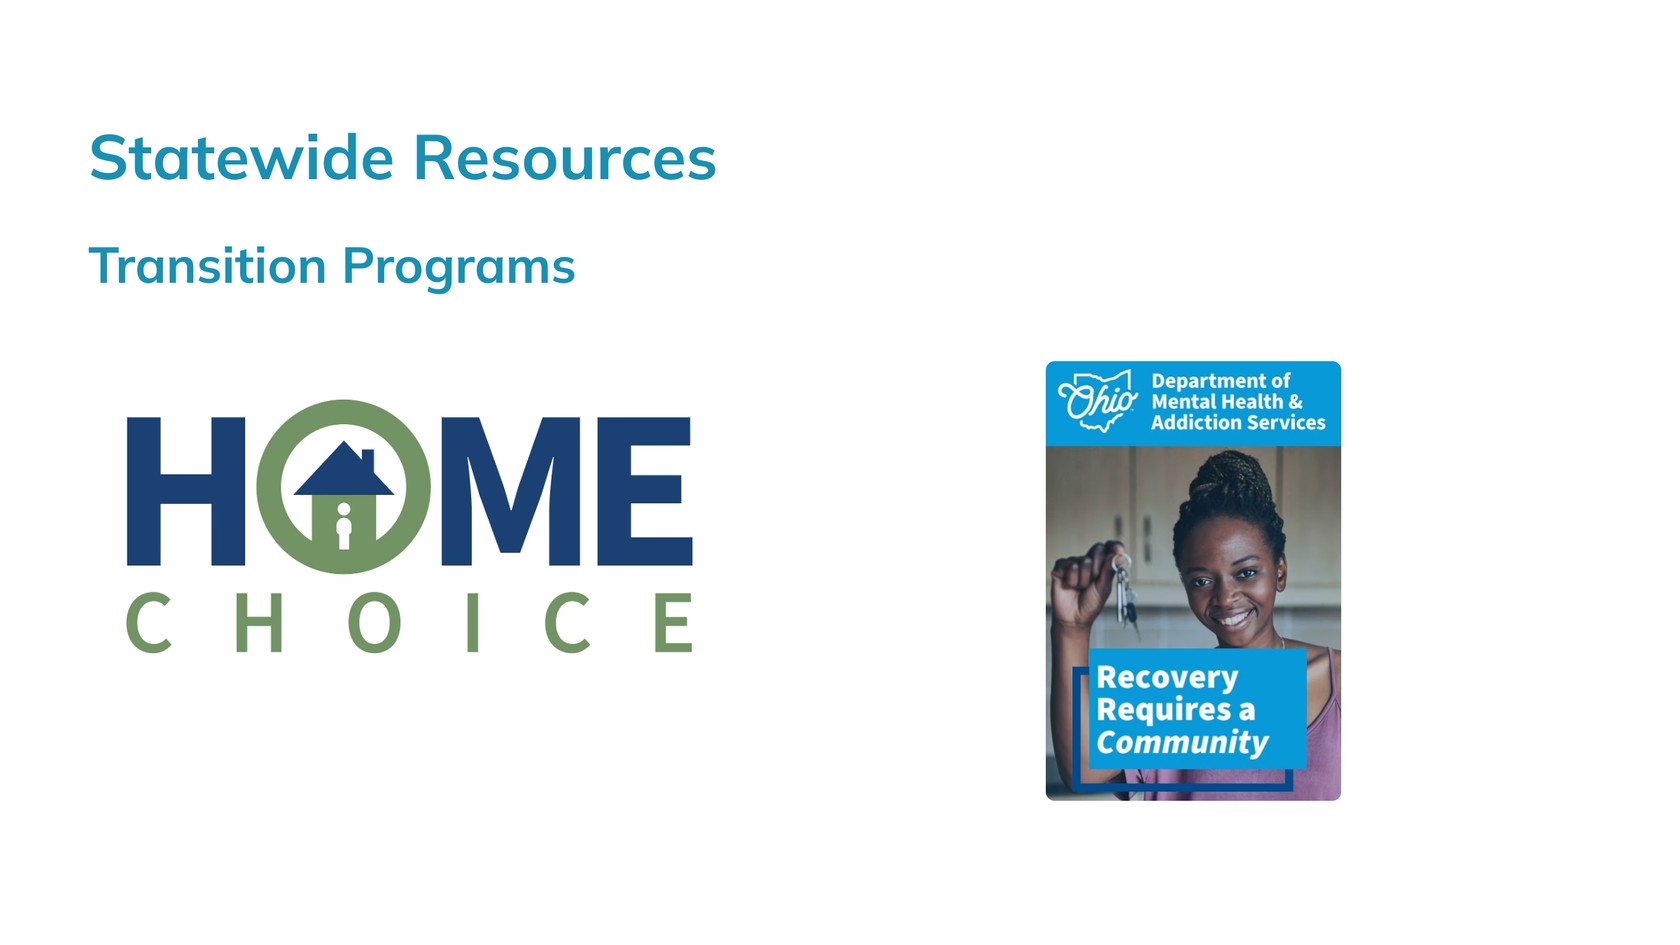 Statewide Resources
Transition Programs
HOME
CHOICE
Ohio
Department of
Mental Health &
Addiction Services
Recovery
Requires a
Community